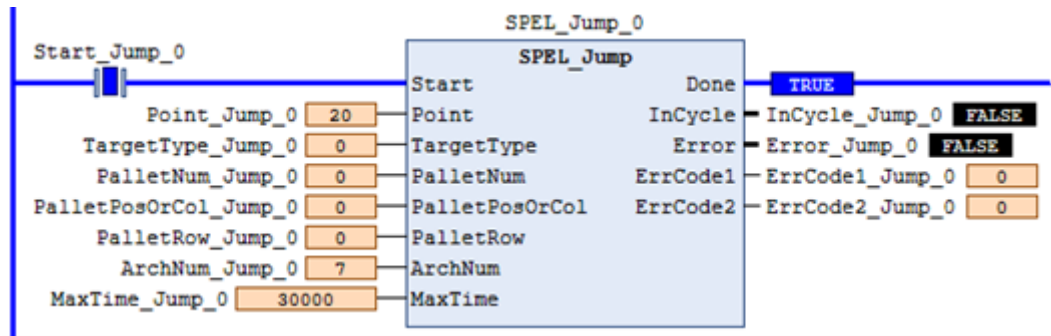 SPEL_Jump_0
Start_Jump_0 SPEL_Jump
Start Done TRUE
Point_Jump_0 20 Point InCycle InCycle_Jump_0 FALSE
TargetType_Jump_0 0 TargetType Error Error_Jump_0 FALSE
PalletNum_Jump_0 0 PalletNum ErrCode1 ErrCode1_Jump_0 0
PalletPosOrCol_Jump_0 0 PalletPosOrCol ErrCode2 ErrCode2_Jump_0 0
PalletRow_Jump_0 0 PalletRow
ArchNum_Jump_0 7 ArchNum
MaxTime_Jump_0 30000 MaxTime